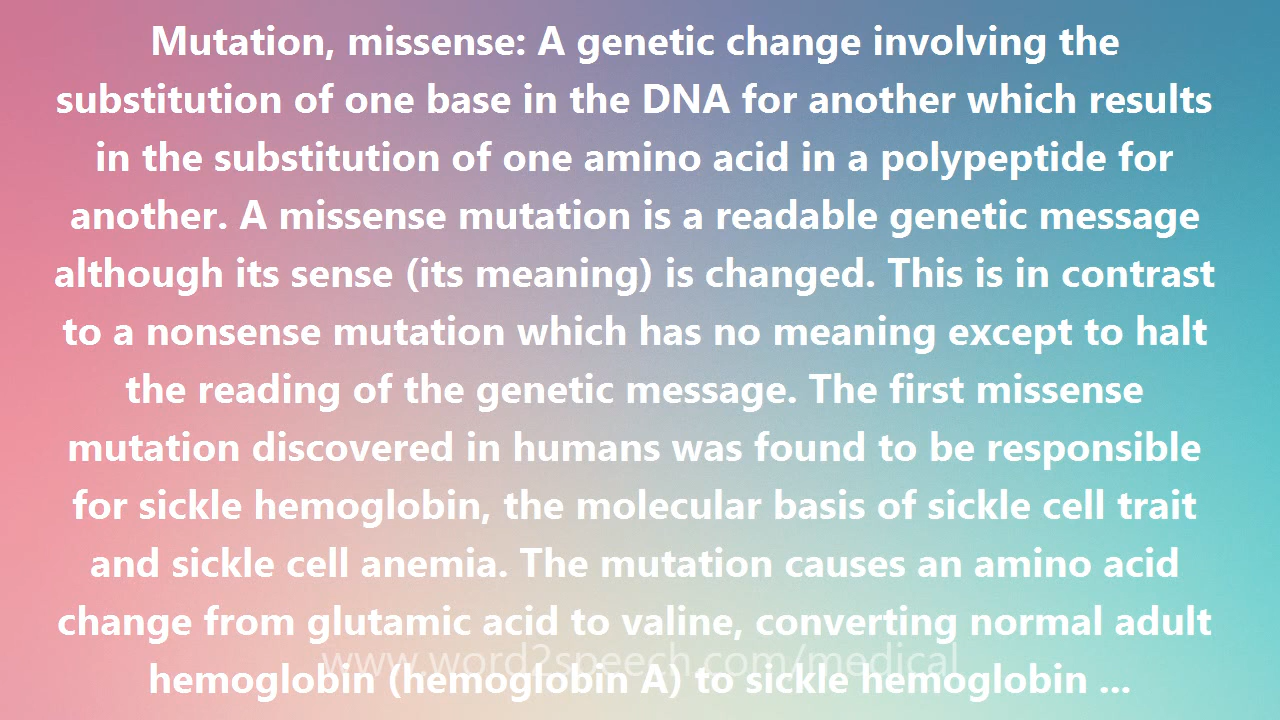 Mutation, missense: A genetic change involving the
substitution of one base in the DNA for another which results
in the substitution of one amino acid in a polypeptide for
another. A missense mutation is a readable genetic message
although its sense (its meaning) is changed. This is in contrast
to a nonsense mutation which has no meaning except to halt
the reading of the genetic message. The first missense
mutation discovered in humans was found to be responsible
for sickle hemoglobin, the molecular basis of sickle cell trait
and sickle cell anemia. The mutation causes an amino acid
change from glutamic acid to valine, converting normal adult
www.word2speech.com/medical
hemoglobin (hemoglobin A) to sickle hemoglobin ...